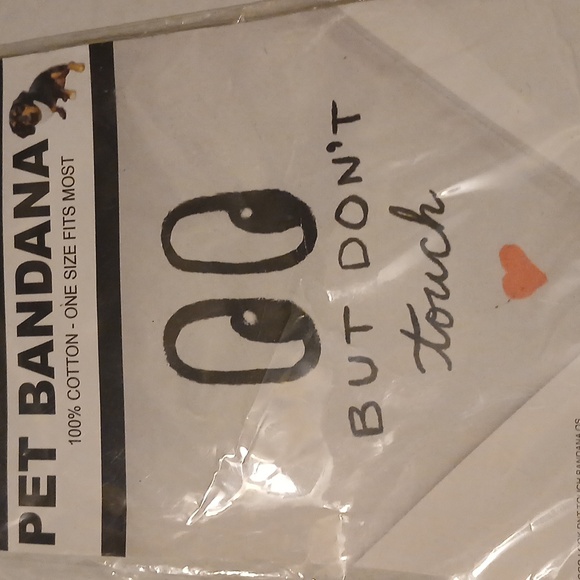 PET BANDANA
100% COTTON - ONE SIZE FITS MOST
BUT DON'T
touch